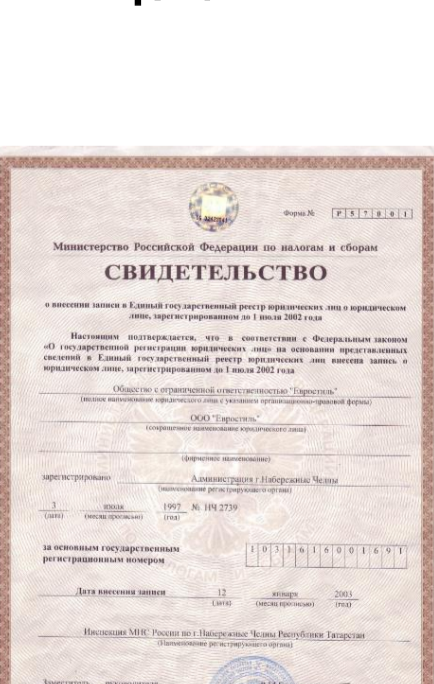 Форма № Р 5 7 0 0 1
Министерство Российской Федерации по налогам и сборам
СВИДЕТЕЛЬСТВО
о внесении записи в Единый государственный реестр юридических лиц о юридическом
лице, зарегистрированном до 1 июля 2002 года
Настоящим подтверждается, что в соответствии с Федеральным законом
«О государственной регистрации юридических лиц» на основании представленных
сведений в Единый государственный реестр юридических лиц внесена запись о
юридическом лице, зарегистрированном до 1 июля 2002 года
Общество с ограниченной ответственностью "Евростиль"
(полное наименование юридического лица с указанием организационно-правовой формы)
ООО "Евростиль"
(сокращенное наименование юридического лица)
(фирменное наименование)
зарегистрировано Администрация г.Набережные Челны
(наименование регистрирующего органа)
3 июля 1997 № НЧ 2739
(дата) (месяц прописью) (год)
за основным государственным
регистрационным номером 1 0 3 1 6 1 6 0 0 1 6 9 1
Дата внесения записи 12 января 2003
(дата) (месяц прописью) (год)
Инспекция МНС России по г.Набережные Челны Республики Татарстан
(Наименование регистрирующего органа)
Заместитель руководителя